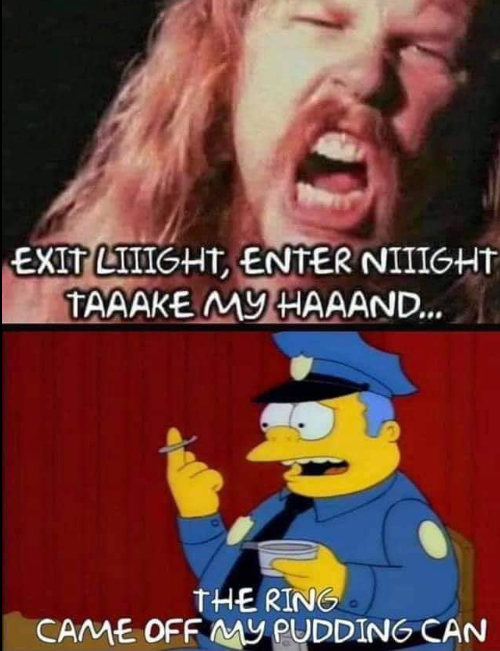 EXIT LIIIGHT, ENTER NIIIGHT
TAAAKE MY HAAAND...
THE RING
CAME OFF MY PUDDING CAN